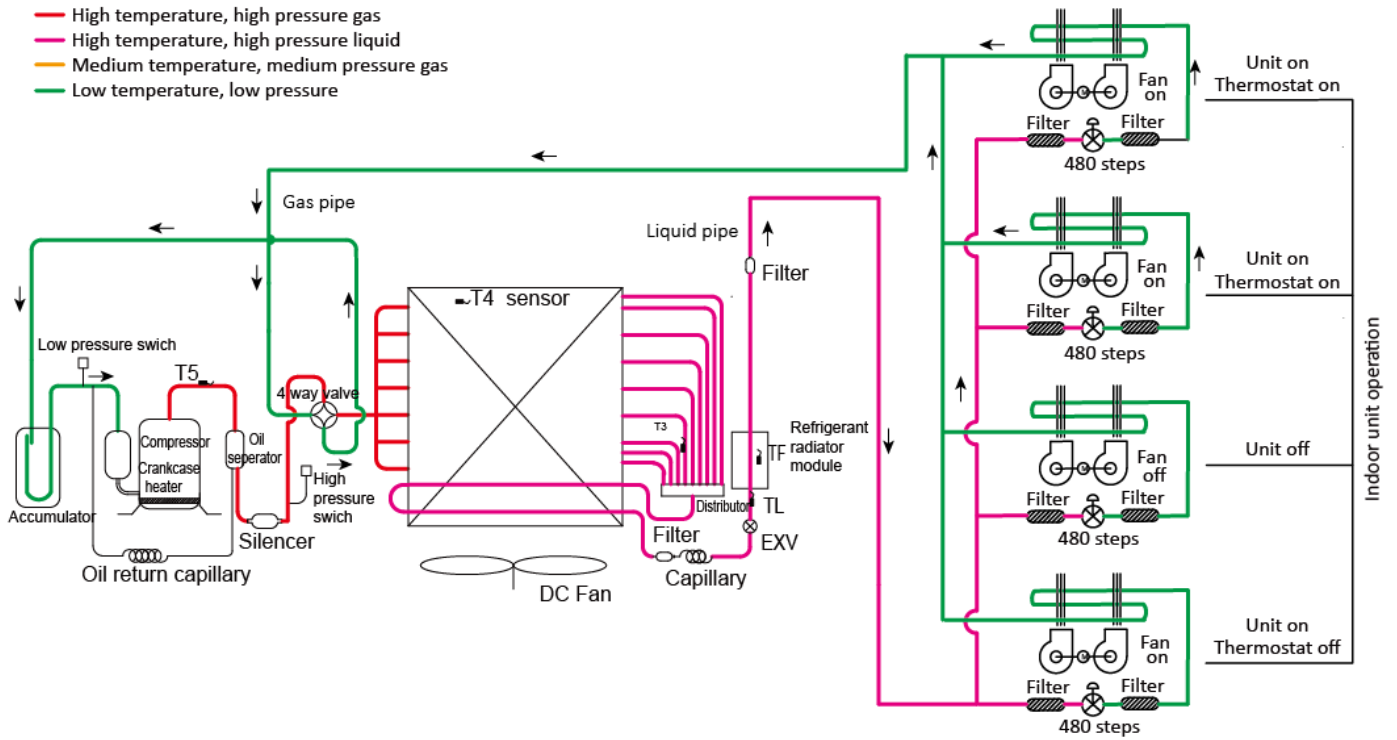 High temperature, high pressure gas
High temperature, high pressure liquid
Medium temperature, medium pressure gas
Low temperature, low pressure
Gas pipe
Liquid pipe
Filter
T4 sensor
Low pressure swich
T5
4 way valve
Compressor
Crankcase
heater
Oil
seperator
High
pressure
swich
Accumulator
Silencer
Oil return capillary
T3
TF
Refrigerant
radiator
module
Distributor
TL
EXV
Filter
Capillary
DC Fan
Fan
on
Filter
Filter
480 steps
Unit on
Thermostat on
Fan
on
Filter
Filter
480 steps
Unit on
Thermostat on
Fan
off
Filter
Filter
480 steps
Unit off
Fan
on
Filter
Filter
480 steps
Unit on
Thermostat off
Indoor unit operation